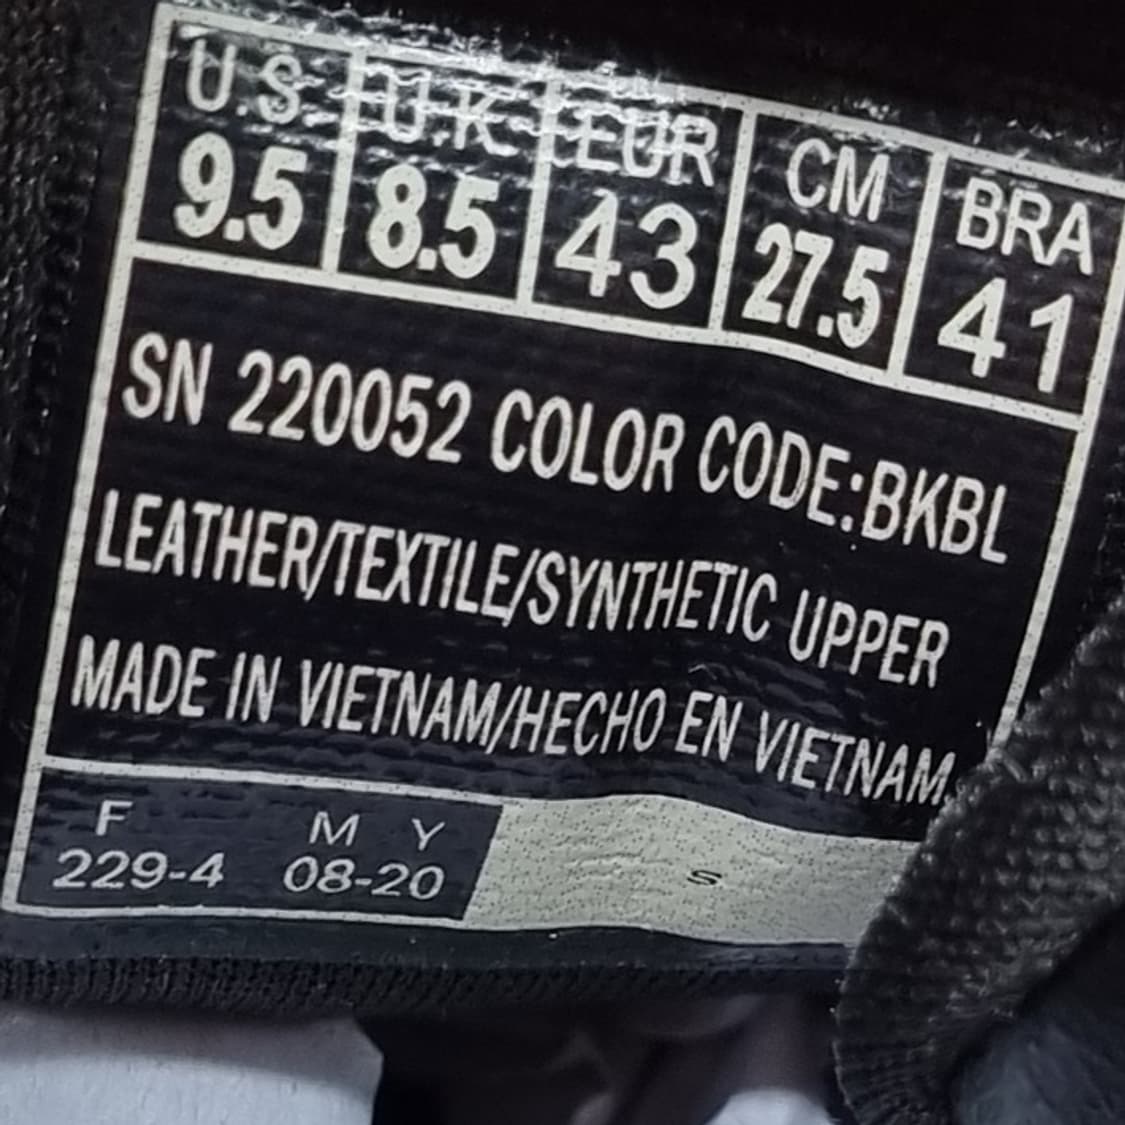 U.S. U.K EUR CM BRA
9.5 8.5 43 27.5 41
SN 220052 COLOR CODE:BKBL
LEATHER/TEXTILE/SYNTHETIC UPPER
MADE IN VIETNAM/HECHO EN VIETNAM
F M Y
229-4 08-20 S